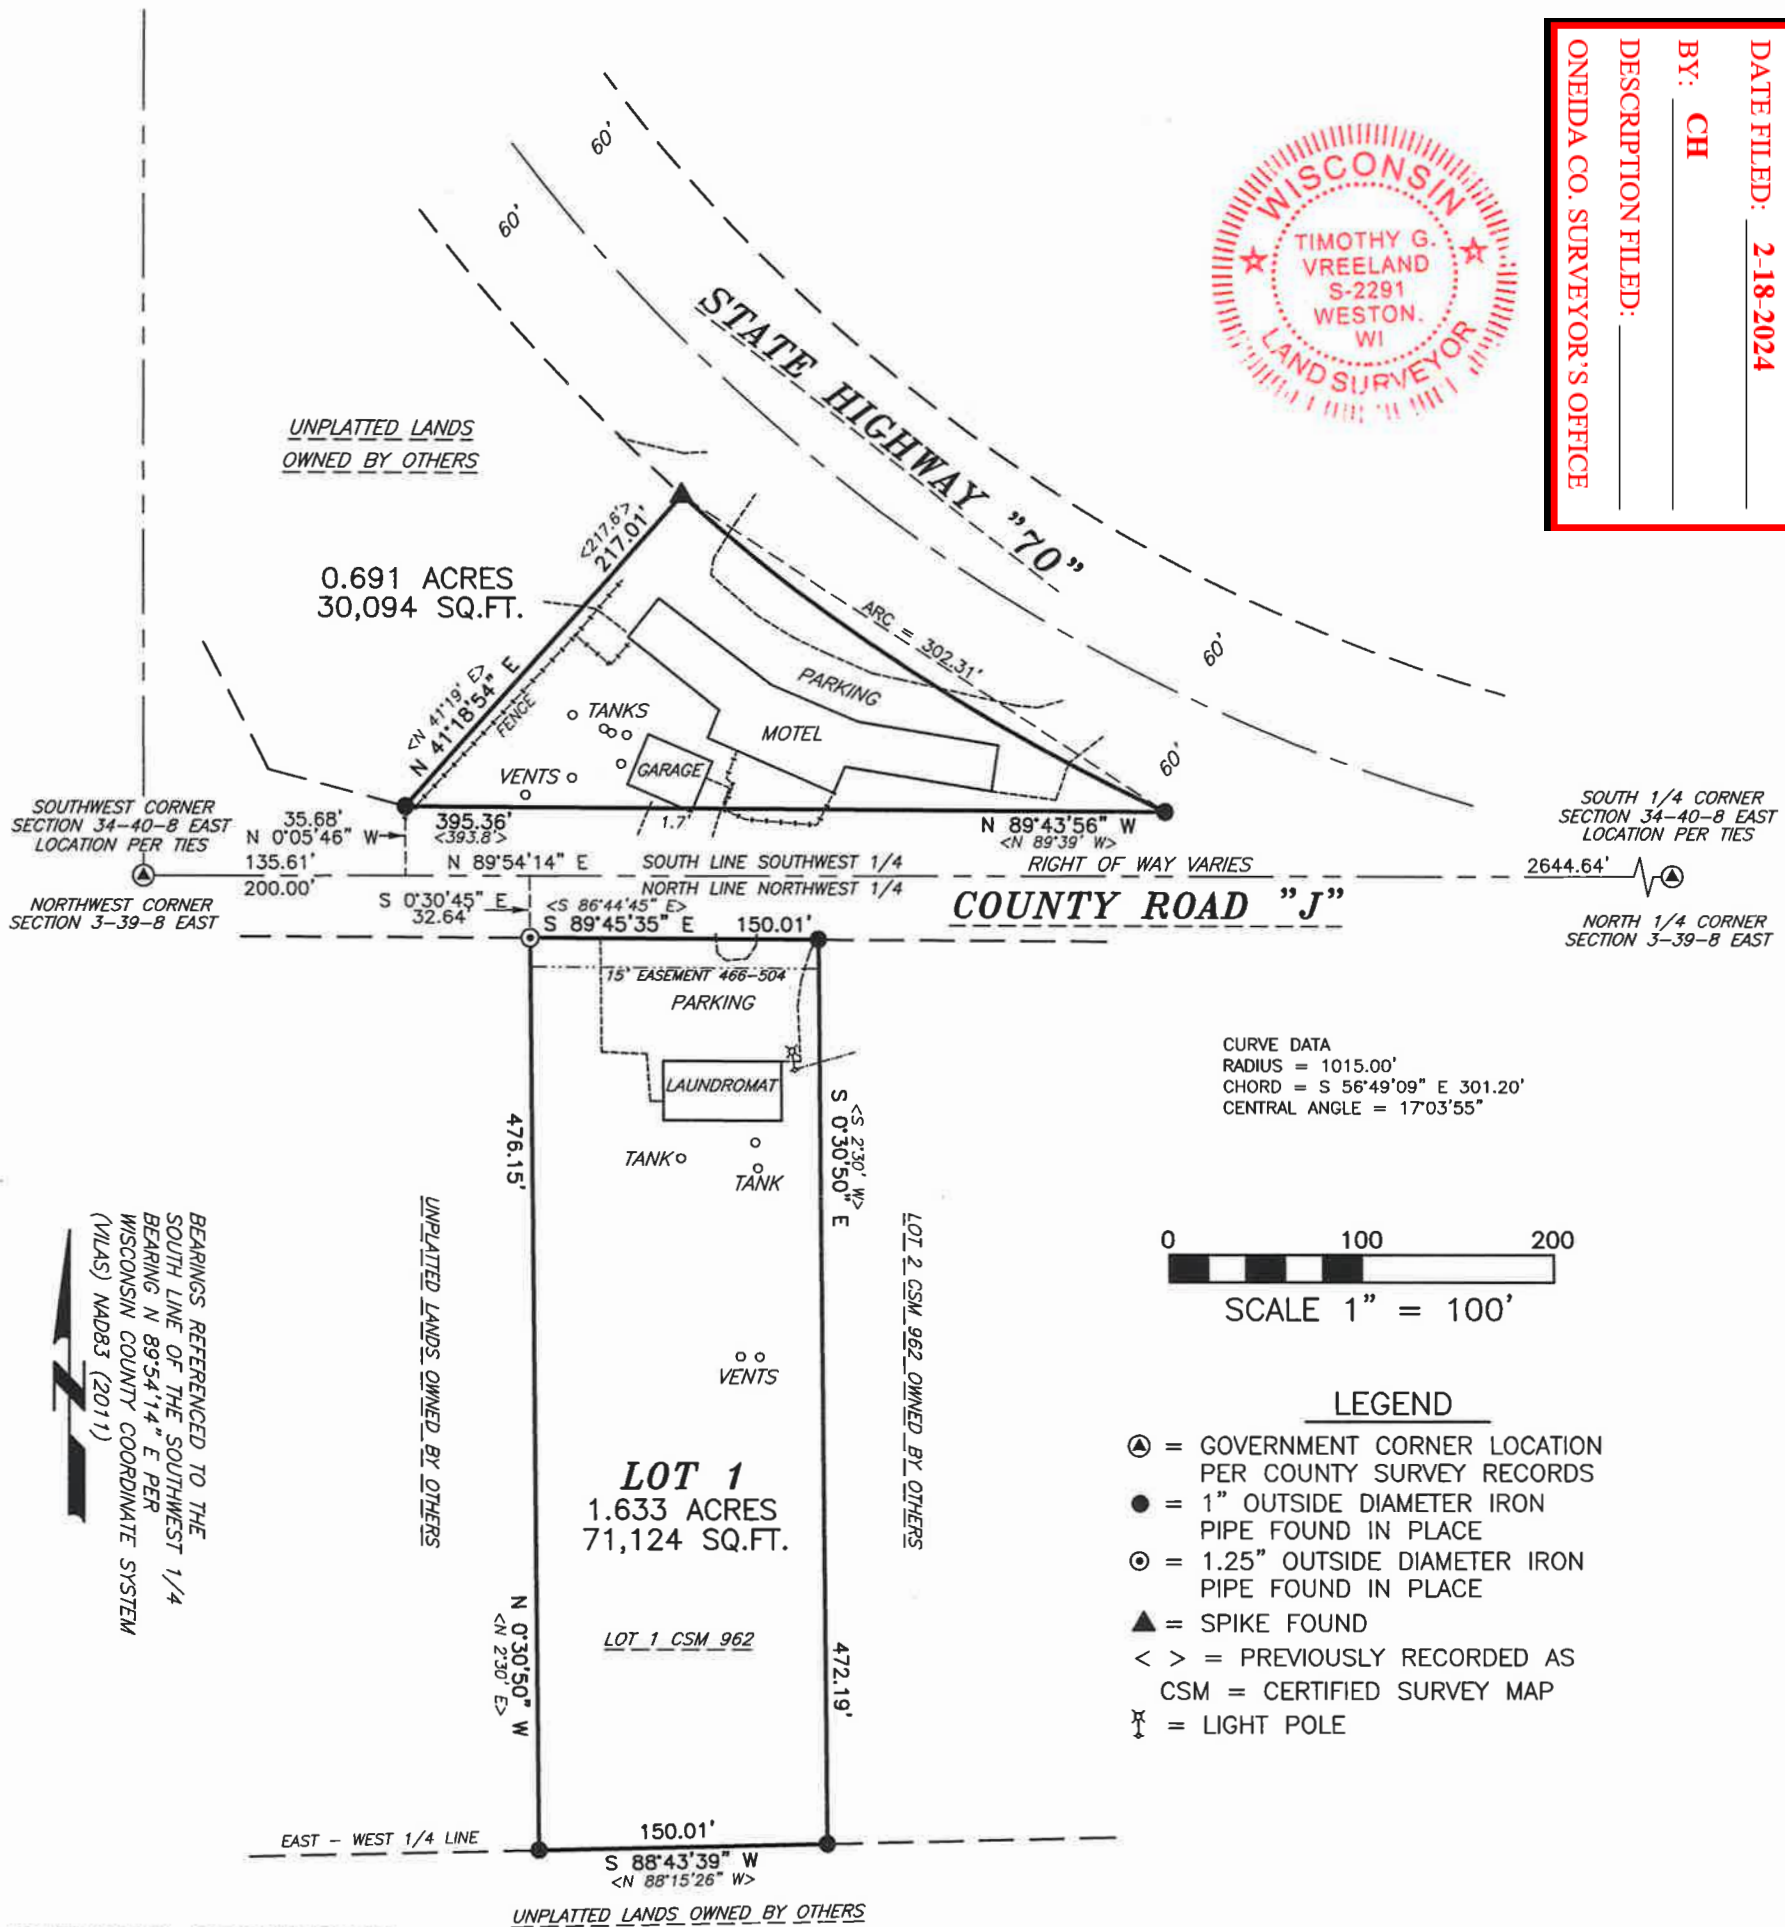 DATE FILED: 2-18-2024
BY: CH
DESCRIPTION FILED:
ONEIDA CO. SURVEYOR'S OFFICE
WISCONSIN
TIMOTHY G.
VREELAND
S-2291
WESTON.
WI
LAND SURVEYOR
60'
60'
STATE HIGHWAY "70"
60'
60'
UNPLATTED LANDS
OWNED BY OTHERS
0.691 ACRES
30,094 SQ.FT.
<217.6'>
217.01'
<N 41°19' E>
N 41°18'54" E
FENCE
ARC = 302.31'
PARKING
MOTEL
TANKS
VENTS
GARAGE
1.7'
SOUTHWEST CORNER
SECTION 34-40-8 EAST
LOCATION PER TIES
35.68'
N 0°05'46" W
395.36'
<393.8'>
N 89°43'56" W
<N 89°39' W>
SOUTH 1/4 CORNER
SECTION 34-40-8 EAST
LOCATION PER TIES
135.61'
200.00'
N 89°54'14" E
SOUTH LINE SOUTHWEST 1/4
NORTH LINE NORTHWEST 1/4
RIGHT OF WAY VARIES
2644.64'
NORTHWEST CORNER
SECTION 3-39-8 EAST
S 0°30'45" E
32.64'
COUNTY ROAD "J"
NORTH 1/4 CORNER
SECTION 3-39-8 EAST
<S 86°44'45" E>
S 89°45'35" E 150.01'
15' EASEMENT 466-504
PARKING
LAUNDROMAT
TANK
TANK
VENTS
476.15'
N 0°30'50" W
<N 2°30' E>
<S 2°30' W>
S 0°30'50" E
472.19'
UNPLATTED LANDS OWNED BY OTHERS
LOT 2 CSM 962 OWNED BY OTHERS
LOT 1
1.633 ACRES
71,124 SQ.FT.
LOT 1 CSM 962
EAST - WEST 1/4 LINE
150.01'
S 88°43'39" W
<N 88°15'26" W>
UNPLATTED LANDS OWNED BY OTHERS
BEARINGS REFERENCED TO THE
SOUTH LINE OF THE SOUTHWEST 1/4
BEARING N 89°54'14" E PER
WISCONSIN COUNTY COORDINATE SYSTEM
(VILAS) NAD83 (2011)
N
CURVE DATA
RADIUS = 1015.00'
CHORD = S 56°49'09" E 301.20'
CENTRAL ANGLE = 17°03'55"
0 100 200
SCALE 1" = 100'
LEGEND
= GOVERNMENT CORNER LOCATION
PER COUNTY SURVEY RECORDS
= 1" OUTSIDE DIAMETER IRON
PIPE FOUND IN PLACE
= 1.25" OUTSIDE DIAMETER IRON
PIPE FOUND IN PLACE
= SPIKE FOUND
< > = PREVIOUSLY RECORDED AS
CSM = CERTIFIED SURVEY MAP
= LIGHT POLE